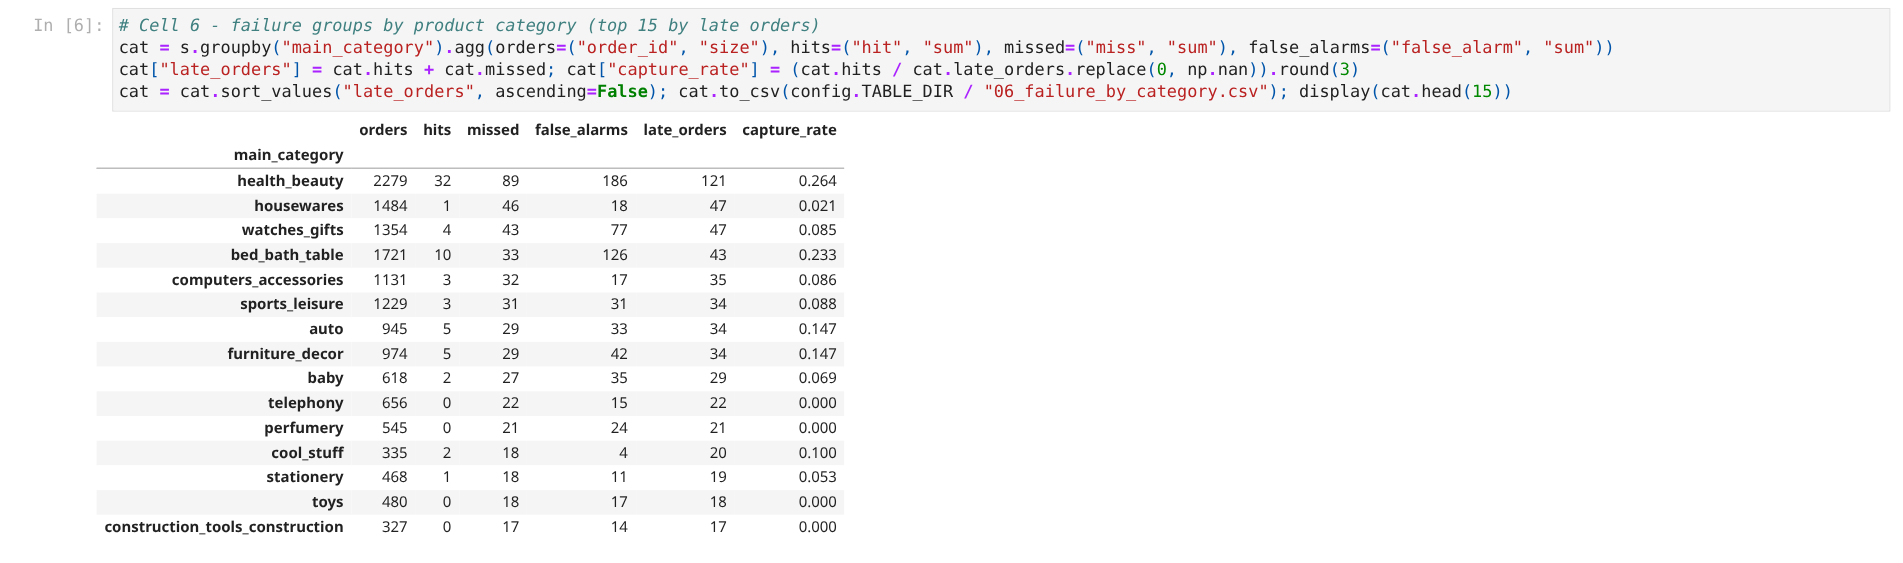 In [6]: # Cell 6 - failure groups by product category (top 15 by late orders)
cat = s.groupby("main_category").agg(orders=("order_id", "size"), hits=("hit", "sum"), missed=("miss", "sum"), false_alarms=("false_alarm", "sum"))
cat["late_orders"] = cat.hits + cat.missed; cat["capture_rate"] = (cat.hits / cat.late_orders.replace(0, np.nan)).round(3)
cat = cat.sort_values("late_orders", ascending=False); cat.to_csv(config.TABLE_DIR / "06_failure_by_category.csv"); display(cat.head(15))
orders hits missed false_alarms late_orders capture_rate
main_category
health_beauty 2279 32 89 186 121 0.264
housewares 1484 1 46 18 47 0.021
watches_gifts 1354 4 43 77 47 0.085
bed_bath_table 1721 10 33 126 43 0.233
computers_accessories 1131 3 32 17 35 0.086
sports_leisure 1229 3 31 31 34 0.088
auto 945 5 29 33 34 0.147
furniture_decor 974 5 29 42 34 0.147
baby 618 2 27 35 29 0.069
telephony 656 0 22 15 22 0.000
perfumery 545 0 21 24 21 0.000
cool_stuff 335 2 18 4 20 0.100
stationery 468 1 18 11 19 0.053
toys 480 0 18 17 18 0.000
construction_tools_construction 327 0 17 14 17 0.000